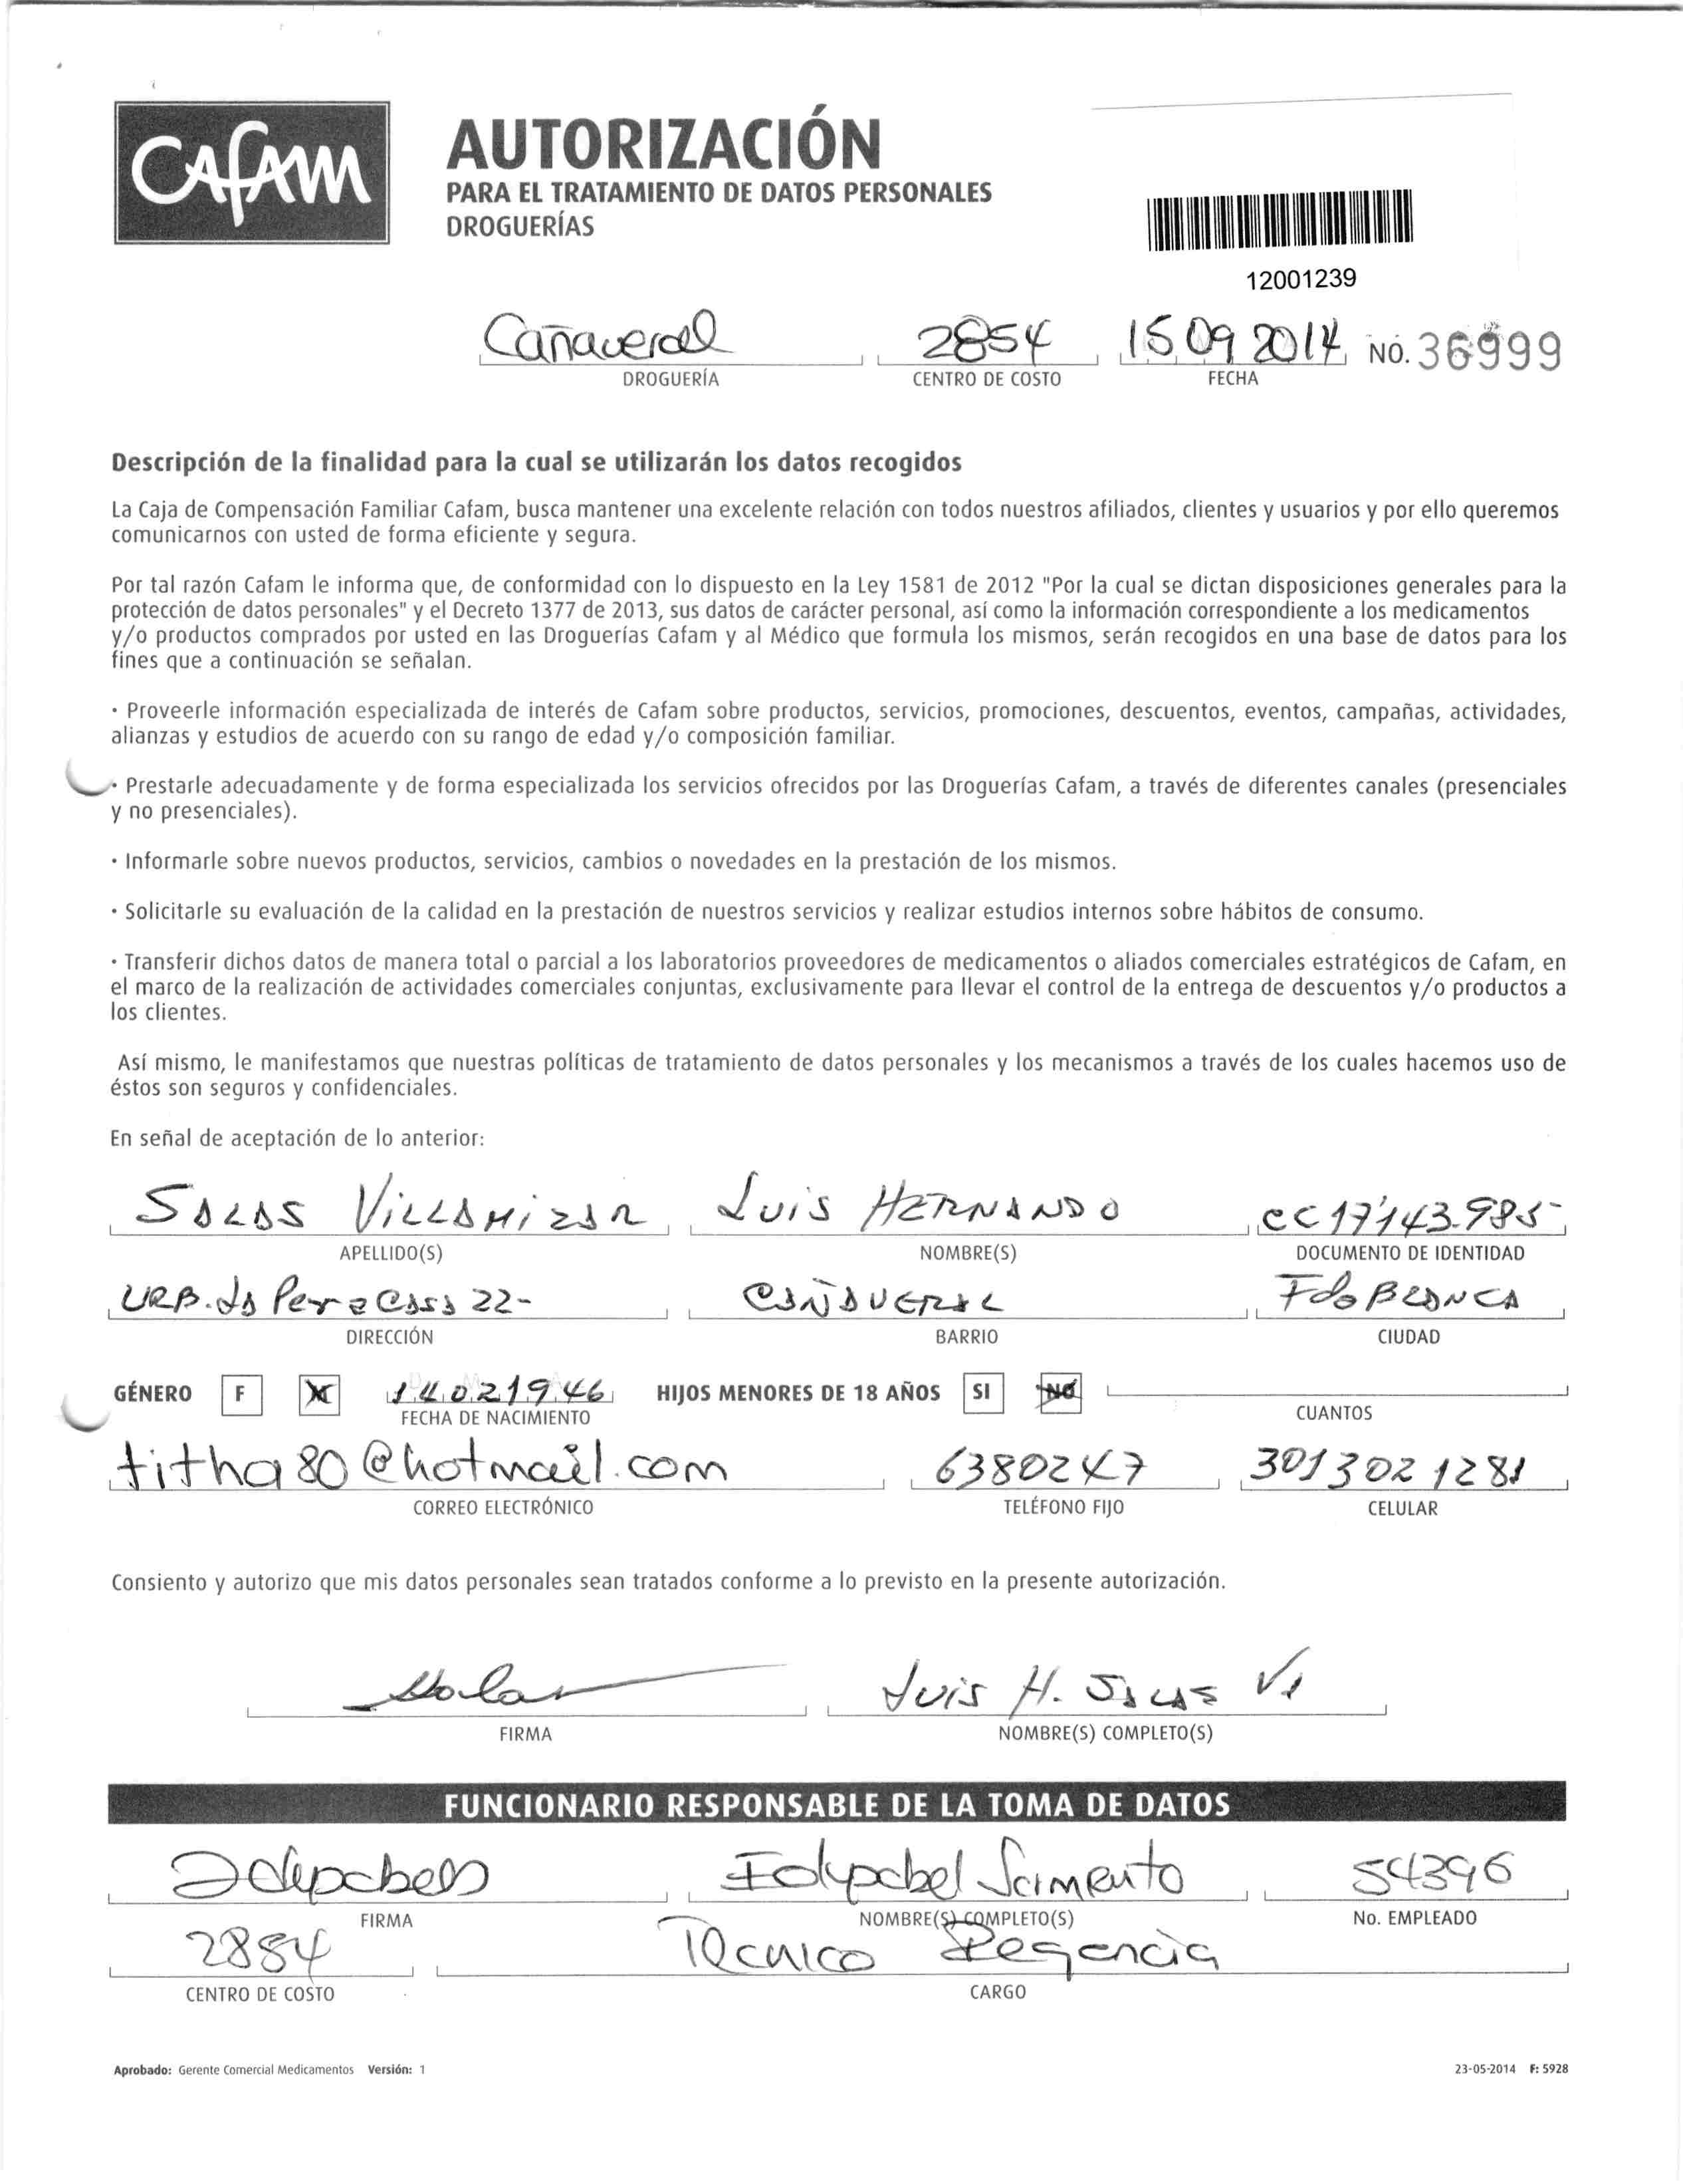 CAfAM
AUTORIZACIÓN
PARA EL TRATAMIENTO DE DATOS PERSONALES
DROGUERÍAS
12001239
Cañaveral 2854 15 09 2014 NO. 36999
DROGUERÍA CENTRO DE COSTO FECHA
Descripción de la finalidad para la cual se utilizarán los datos recogidos
La Caja de Compensación Familiar Cafam, busca mantener una excelente relación con todos nuestros afiliados, clientes y usuarios y por ello queremos
comunicarnos con usted de forma eficiente y segura.
Por tal razón Cafam le informa que, de conformidad con lo dispuesto en la Ley 1581 de 2012 "Por la cual se dictan disposiciones generales para la
protección de datos personales" y el Decreto 1377 de 2013, sus datos de carácter personal, así como la información correspondiente a los medicamentos
y/o productos comprados por usted en las Droguerías Cafam y al Médico que formula los mismos, serán recogidos en una base de datos para los
fines que a continuación se señalan.
· Proveerle información especializada de interés de Cafam sobre productos, servicios, promociones, descuentos, eventos, campañas, actividades,
alianzas y estudios de acuerdo con su rango de edad y/o composición familiar.
· Prestarle adecuadamente y de forma especializada los servicios ofrecidos por las Droguerías Cafam, a través de diferentes canales (presenciales
y no presenciales).
· Informarle sobre nuevos productos, servicios, cambios o novedades en la prestación de los mismos.
· Solicitarle su evaluación de la calidad en la prestación de nuestros servicios y realizar estudios internos sobre hábitos de consumo.
· Transferir dichos datos de manera total o parcial a los laboratorios proveedores de medicamentos o aliados comerciales estratégicos de Cafam, en
el marco de la realización de actividades comerciales conjuntas, exclusivamente para llevar el control de la entrega de descuentos y/o productos a
los clientes.
Así mismo, le manifestamos que nuestras políticas de tratamiento de datos personales y los mecanismos a través de los cuales hacemos uso de
éstos son seguros y confidenciales.
En señal de aceptación de lo anterior:
SALAS VILLAMIZAR LUIS HERNANDO CC 17'143.985
APELLIDO(S) NOMBRE(S) DOCUMENTO DE IDENTIDAD
URB. La Pera Casa 22- CAÑAVERAL Fdo BLANCA
DIRECCIÓN BARRIO CIUDAD
GÉNERO F X 14021946 HIJOS MENORES DE 18 AÑOS SI NO
FECHA DE NACIMIENTO CUANTOS
titha80@hotmail.com 6380247 3013021281
CORREO ELECTRÓNICO TELÉFONO FIJO CELULAR
Consiento y autorizo que mis datos personales sean tratados conforme a lo previsto en la presente autorización.
Luis H. SALAS V
FIRMA NOMBRE(S) COMPLETO(S)
FUNCIONARIO RESPONSABLE DE LA TOMA DE DATOS
Sarmiento 54396
FIRMA NOMBRE(S) COMPLETO(S) No. EMPLEADO
2854 Tecnico Regencia
CENTRO DE COSTO CARGO
Aprobado: Gerente Comercial Medicamentos Versión: 1 23-05-2014 F: 5928